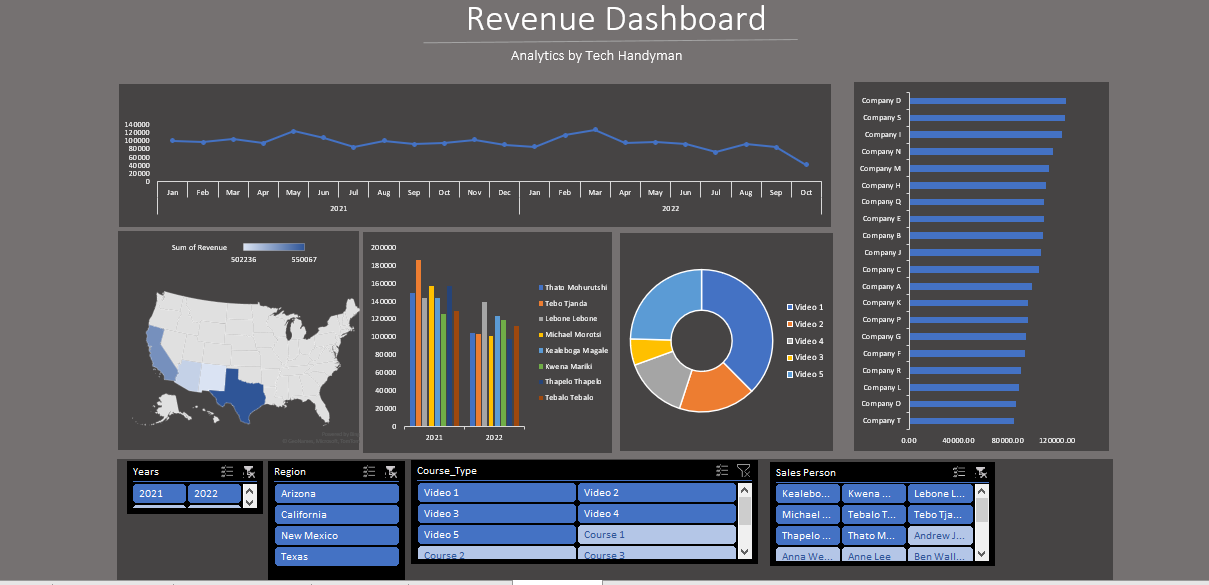 Revenue Dashboard
Analytics by Tech Handyman
140000
120000
100000
80000
60000
40000
20000
0
Jan Feb Mar Apr May Jun Jul Aug Sep Oct Nov Dec Jan Feb Mar Apr May Jun Jul Aug Sep Oct
2021 2022
Company D
Company S
Company I
Company N
Company M
Company H
Company Q
Company E
Company B
Company J
Company C
Company A
Company K
Company P
Company G
Company F
Company R
Company L
Company O
Company T
0.00 40000.00 80000.00 120000.00
Sum of Revenue
502236 550067
200000
180000
160000
140000
120000
100000
80000
60000
40000
20000
0
2021 2022
Thato Mohurutshi
Tebo Tjanda
Lebone Lebone
Michael Morotsi
Kealeboga Magale
Kwena Mariki
Thapelo Thapelo
Tebalo Tebalo
Video 1
Video 2
Video 4
Video 3
Video 5
Years
2021 2022
Region
Arizona
California
New Mexico
Texas
Course_Type
Video 1 Video 2
Video 3 Video 4
Video 5 Course 1
Course 2 Course 3
Sales Person
Kealebo... Kwena ... Lebone L...
Michael ... Tebalo T... Tebo Tja...
Thapelo ... Thato M... Andrew J...
Anna We... Anne Lee Ben Wall...